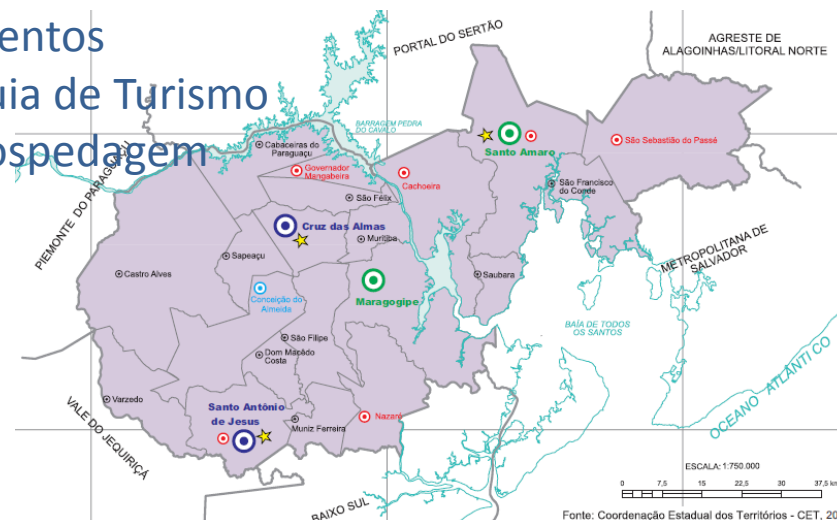 entos
uia de Turismo
ospedagem
PORTAL DO SERTÃO
AGRESTE DE
ALAGOINHAS/LITORAL NORTE
BARRAGEM PEDRA
DO CAVALO
Cabaceiras do
Paraguaçu
Santo Amaro
São Sebastião do Passé
PIEMONTE DO PARAGUAÇU
Governador
Mangabeira
Cachoeira
São Francisco
do Conde
São Félix
Cruz das Almas
Muritiba
Sapeaçu
METROPOLITANA DE
SALVADOR
Castro Alves
Saubara
Conceição do
Almeida
Maragogipe
BAÍA DE TODOS
OS SANTOS
São Filipe
Dom Macêdo
Costa
OCEANO ATLÂNTICO
Varzedo
Santo Antônio
de Jesus
Nazaré
Muniz Ferreira
VALE DO JEQUIRIÇÁ
ESCALA: 1:750.000
0 7,5 15 22,5 30 37,5 km
BAIXO SUL
Fonte: Coordenação Estadual dos Territórios - CET, 20